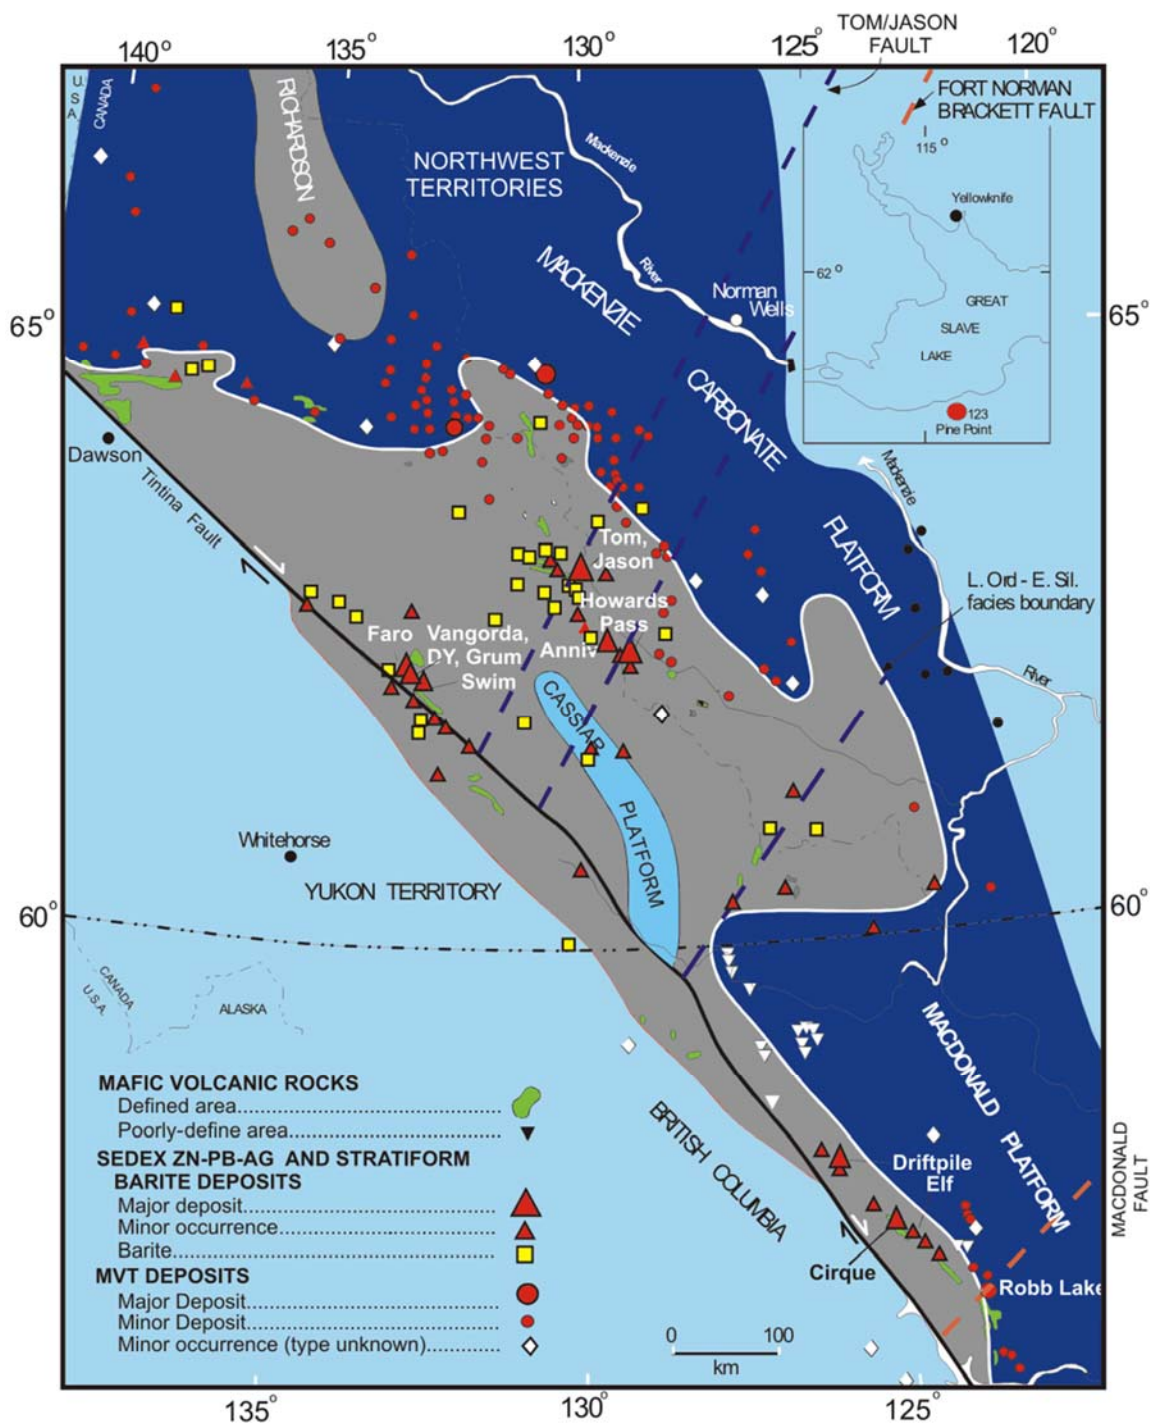 TOM/JASON
FAULT
140°
135°
130°
125°
120°
U.
S
A.
CANADA
RICHARDSON
NORTHWEST
TERRITORIES
Mackenzie
River
FORT NORMAN
BRACKETT FAULT
115°
Yellowknife
62°
GREAT
SLAVE
LAKE
123
Pine Point
MACKENZIE
CARBONATE
PLATFORM
Norman
Wells
65°
65°
Dawson
Tintina Fault
Mackenzie
River
L. Ord - E. Sil.
facies boundary
Tom,
Jason
Howards
Pass
Anniv
Faro
Vangorda,
DY, Grum
Swim
CASSIAR
PLATFORM
Whitehorse
YUKON TERRITORY
60°
60°
CANADA
U.S.A.
ALASKA
BRITISH COLUMBIA
MACDONALD PLATFORM
MACDONALD
FAULT
Driftpile
Elf
Cirque
Robb Lake
MAFIC VOLCANIC ROCKS
Defined area
Poorly-define area
SEDEX ZN-PB-AG AND STRATIFORM
BARITE DEPOSITS
Major deposit
Minor occurrence
Barite
MVT DEPOSITS
Major Deposit
Minor Deposit
Minor occurrence (type unknown)
0 100
km
135°
130°
125°